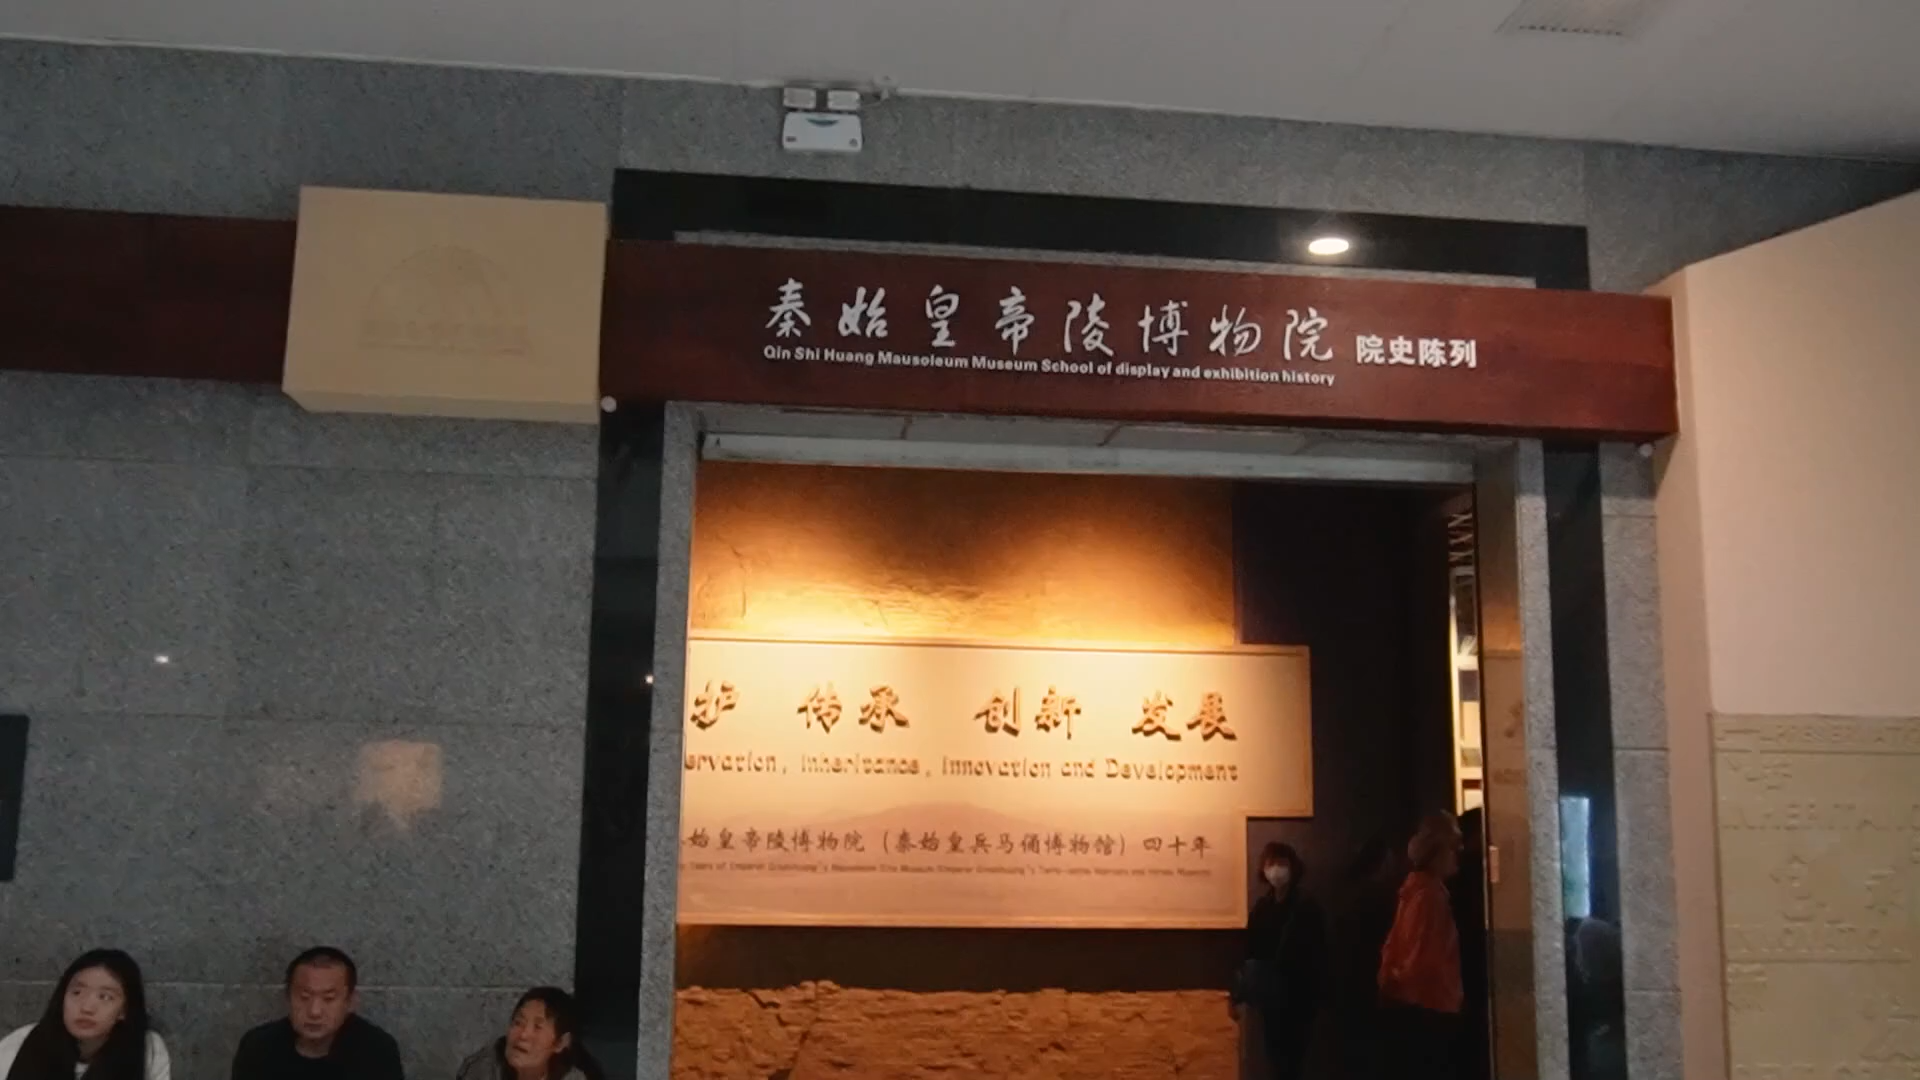 秦始皇帝陵博物院 院史陈列
Qin Shi Huang Mausoleum Museum School of display and exhibition history
护 传承 创新 发展
ervation, Inheritance, Innovation and Development
始皇帝陵博物院（秦始皇兵马俑博物馆）四十年